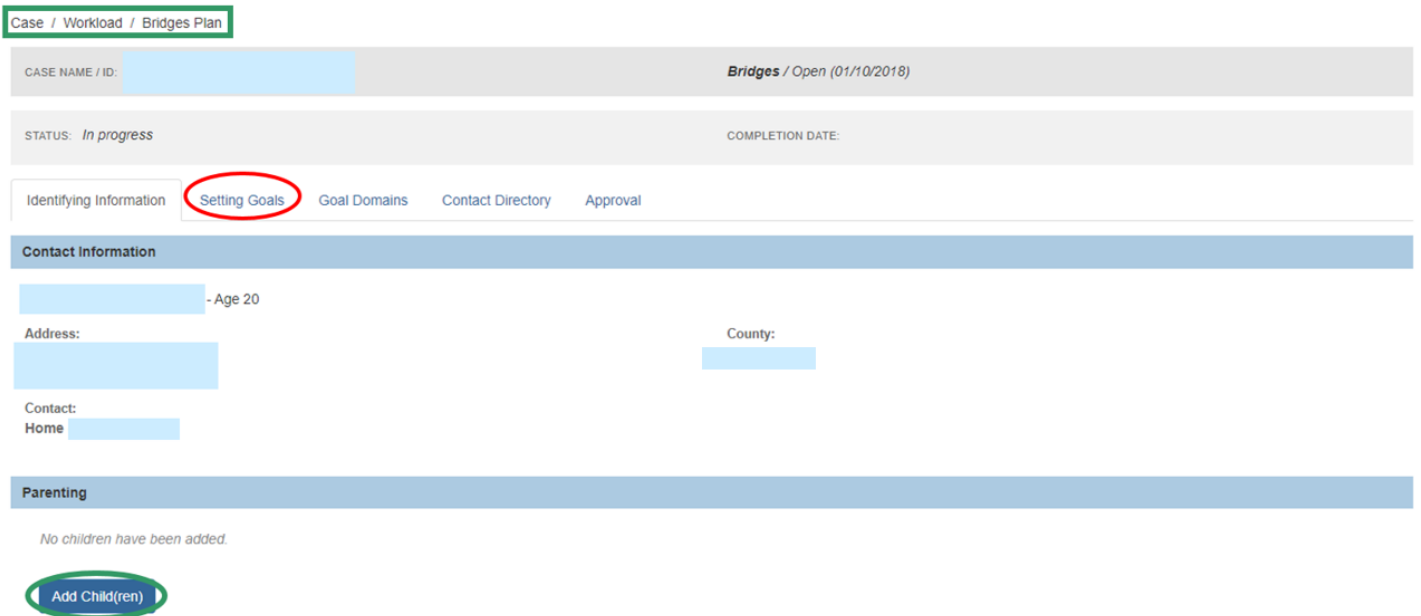 Case / Workload / Bridges Plan
CASE NAME / ID: Bridges / Open (01/10/2018)
STATUS: In progress COMPLETION DATE:
Identifying Information Setting Goals Goal Domains Contact Directory Approval
Contact Information
- Age 20
Address: County:
Contact:
Home
Parenting
No children have been added.
Add Child(ren)